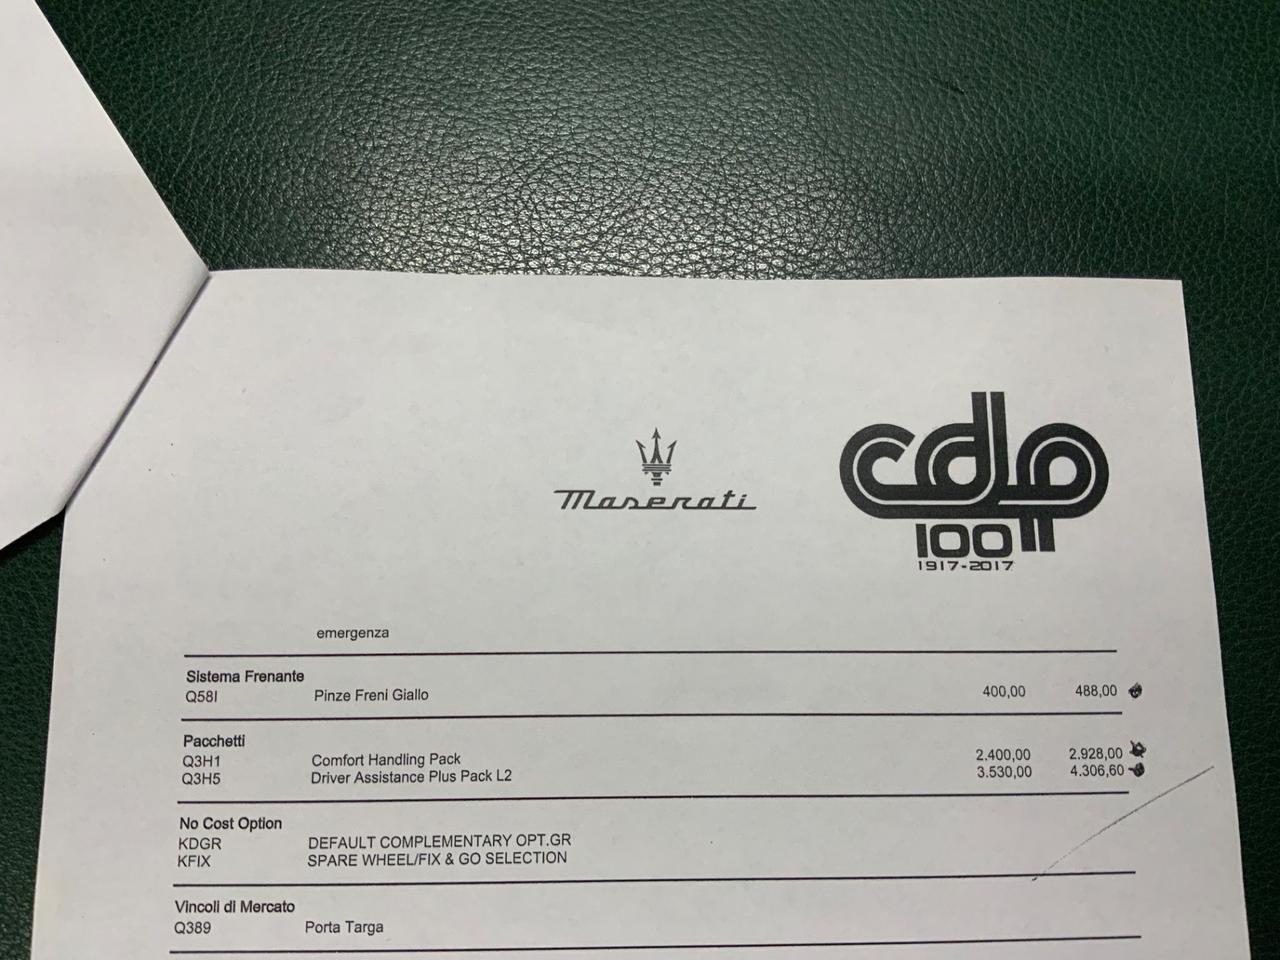 Maserati
cdp
100
1917-2017
emergenza
Sistema Frenante
Q58I Pinze Freni Giallo 400,00 488,00
Pacchetti
Q3H1 Comfort Handling Pack 2.400,00 2.928,00
Q3H5 Driver Assistance Plus Pack L2 3.530,00 4.306,60
No Cost Option
KDGR DEFAULT COMPLEMENTARY OPT.GR
KFIX SPARE WHEEL/FIX & GO SELECTION
Vincoli di Mercato
Q389 Porta Targa